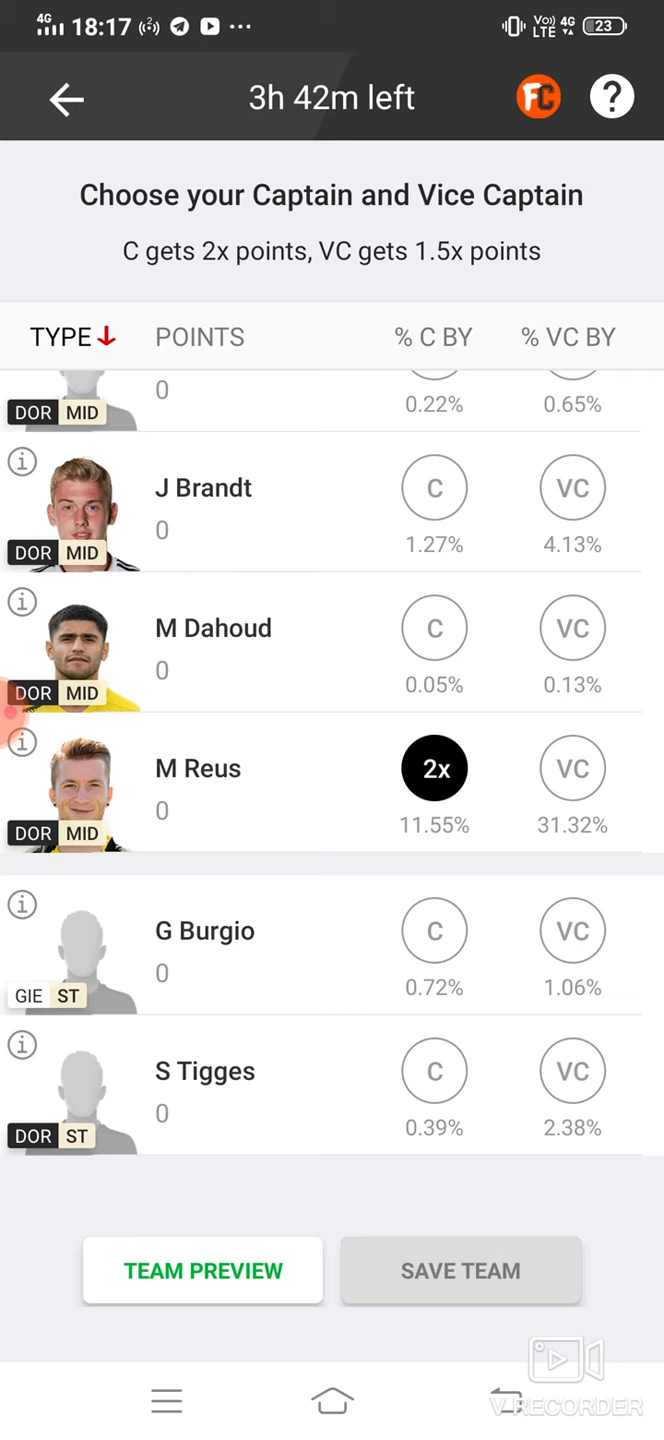 4G 18:17 Vo) LTE 4G 23
3h 42m left FC ?
Choose your Captain and Vice Captain
C gets 2x points, VC gets 1.5x points
TYPE POINTS % C BY % VC BY
0
DOR MID 0.22% 0.65%
J Brandt C VC
0
DOR MID 1.27% 4.13%
M Dahoud C VC
0
DOR MID 0.05% 0.13%
M Reus 2x VC
0
DOR MID 11.55% 31.32%
G Burgio C VC
0
GIE ST 0.72% 1.06%
S Tigges C VC
0
DOR ST 0.39% 2.38%
TEAM PREVIEW SAVE TEAM
V RECORDER